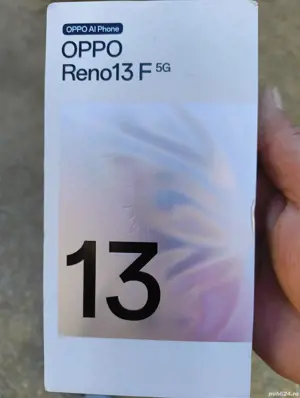 OPPO AI Phone
OPPO
Reno13 F 5G
13